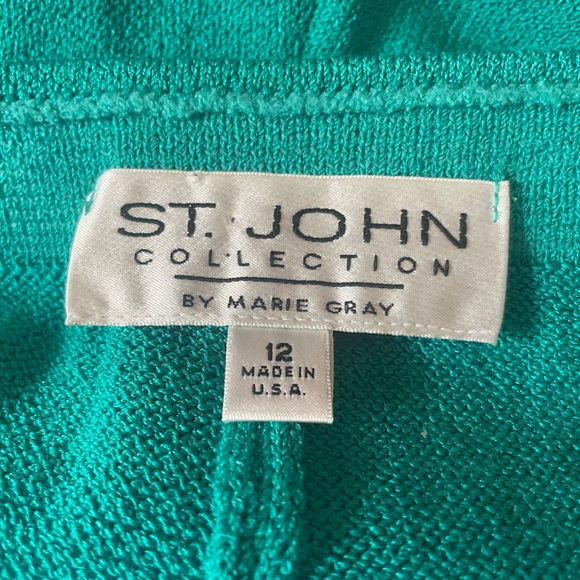 ST. JOHN
COLLECTION
BY MARIE GRAY
12
MADE IN
U.S.A.